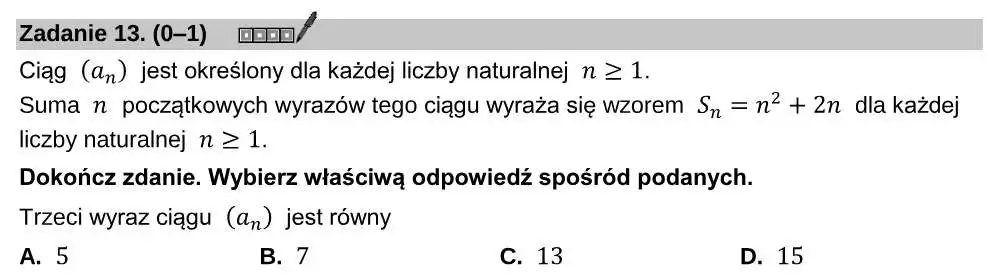 Zadanie 13. (0–1)
Ciąg (aₙ) jest określony dla każdej liczby naturalnej n ≥ 1.
Suma n początkowych wyrazów tego ciągu wyraża się wzorem Sₙ = n² + 2n dla każdej
liczby naturalnej n ≥ 1.
Dokończ zdanie. Wybierz właściwą odpowiedź spośród podanych.
Trzeci wyraz ciągu (aₙ) jest równy
A. 5 B. 7 C. 13 D. 15